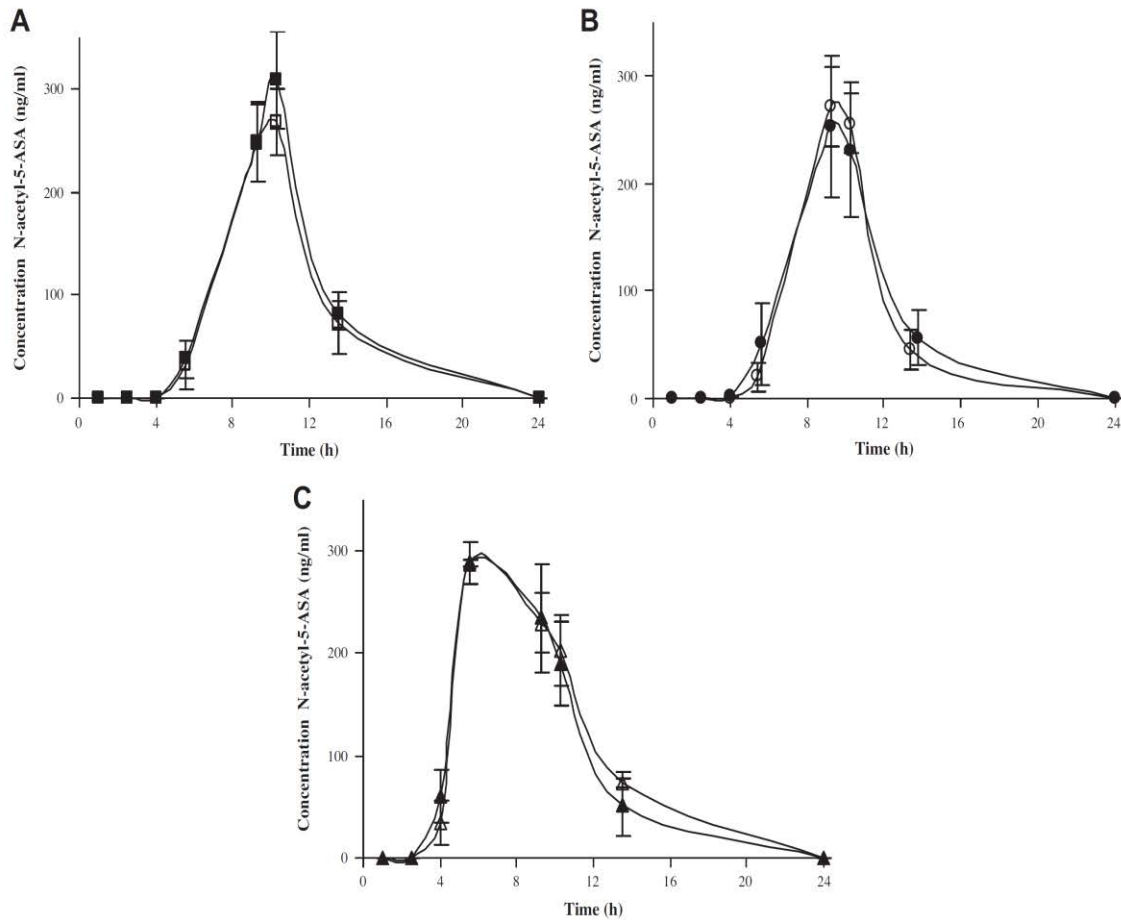 A
Concentration N-acetyl-5-ASA (ng/ml)
300
200
100
0
0 4 8 12 16 20 24
Time (h)
B
Concentration N-acetyl-5-ASA (ng/ml)
300
200
100
0
0 4 8 12 16 20 24
Time (h)
C
Concentration N-acetyl-5-ASA (ng/ml)
300
200
100
0
0 4 8 12 16 20 24
Time (h)